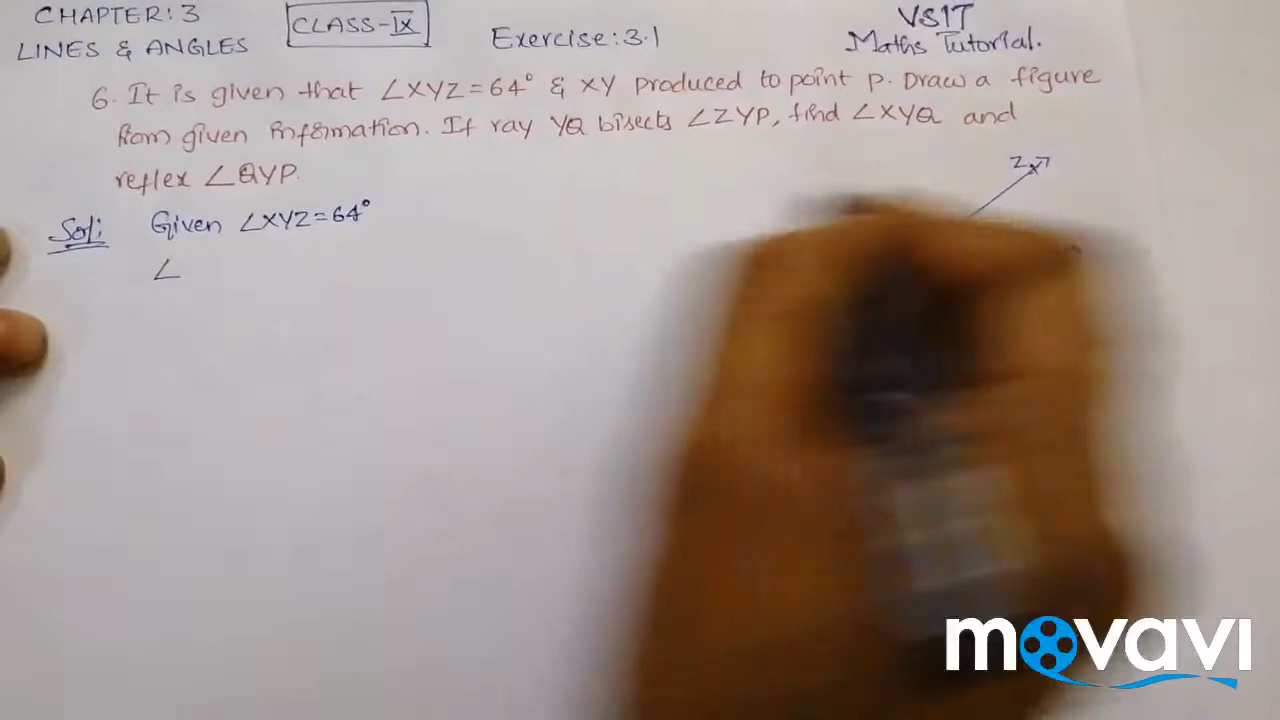 CHAPTER: 3
LINES & ANGLES
CLASS-IX
Exercise: 3.1
VSIT
Maths Tutorial.
6. It is given that ∠XYZ = 64° & XY produced to point P. Draw a figure
from given information. If ray YQ bisects ∠ZYP, find ∠XYQ and
reflex ∠QYP.
Sol:
Given ∠XYZ = 64°
∠
Z
movavi